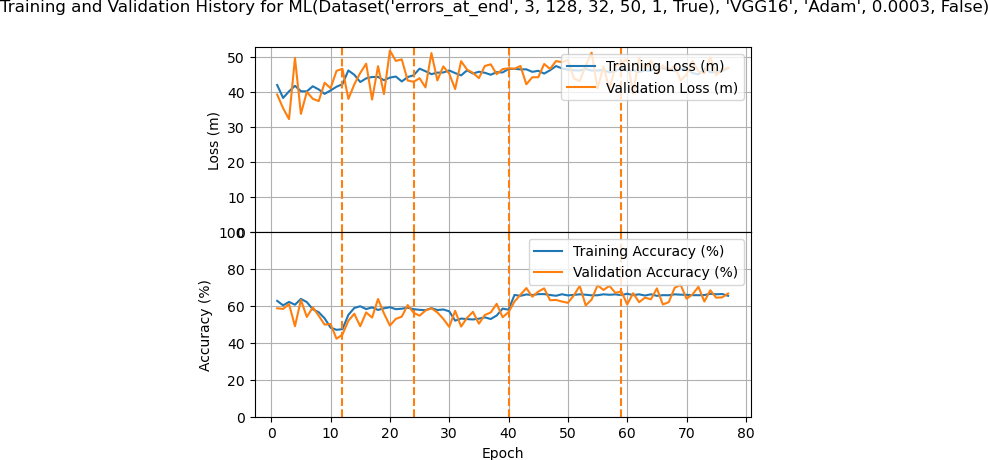 Training and Validation History for ML(Dataset('errors_at_end', 3, 128, 32, 50, 1, True), 'VGG16', 'Adam', 0.0003, False)
50
40
30
20
10
0
Loss (m)
Training Loss (m)
Validation Loss (m)
100
80
60
40
20
0
Accuracy (%)
Training Accuracy (%)
Validation Accuracy (%)
0 10 20 30 40 50 60 70 80
Epoch